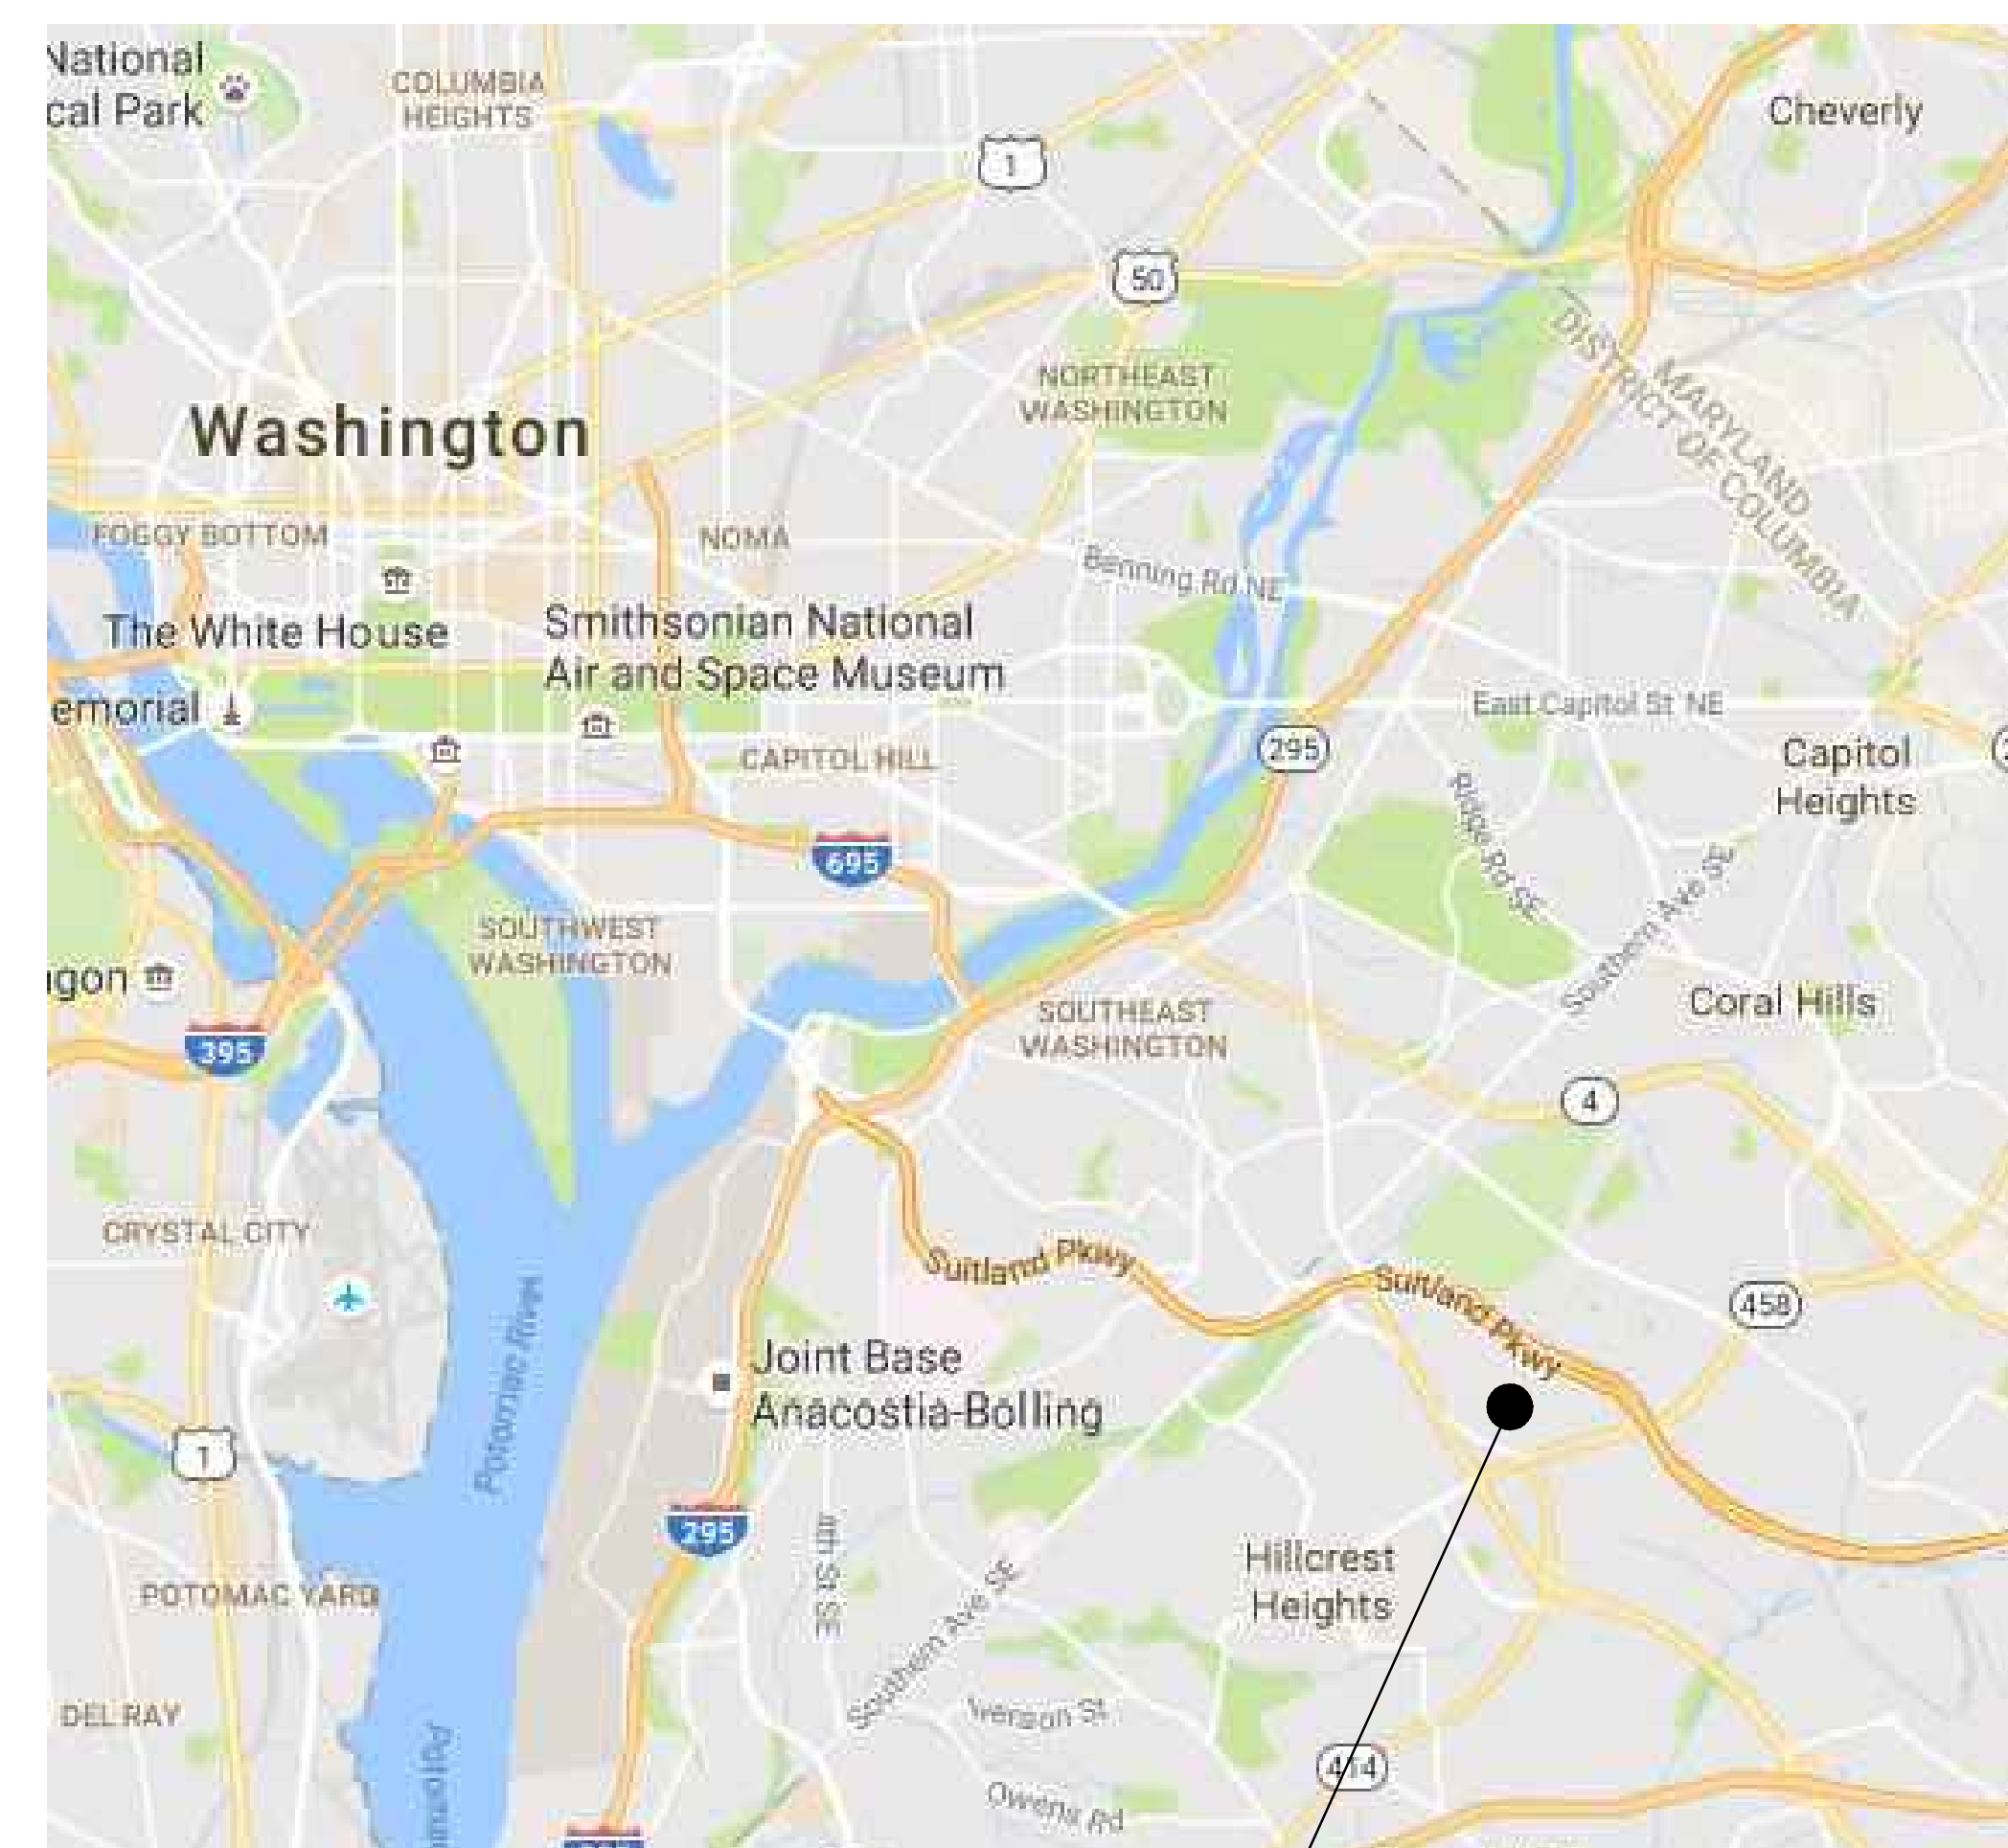 National
cal Park
COLUMBIA
HEIGHTS
Cheverly
1
50
NORTHEAST
WASHINGTON
MARYLAND
DISTRICT OF COLUMBIA
Washington
FOGGY BOTTOM
NOMA
Benning Rd NE
The White House
Smithsonian National
Air and Space Museum
emorial
East Capitol St NE
295
CAPITOL HILL
Capitol
Heights
Ridge Rd SE
695
Southern Ave SE
SOUTHWEST
WASHINGTON
agon
Coral Hills
SOUTHEAST
WASHINGTON
395
4
CRYSTAL CITY
Suitland Pkwy
Suitland Pkwy
458
Potomac River
Joint Base
Anacostia-Bolling
1
295
4th St SE
Hillcrest
Heights
POTOMAC YARD
Southern Ave SE
DEL RAY
Iverson St
414
Owens Rd